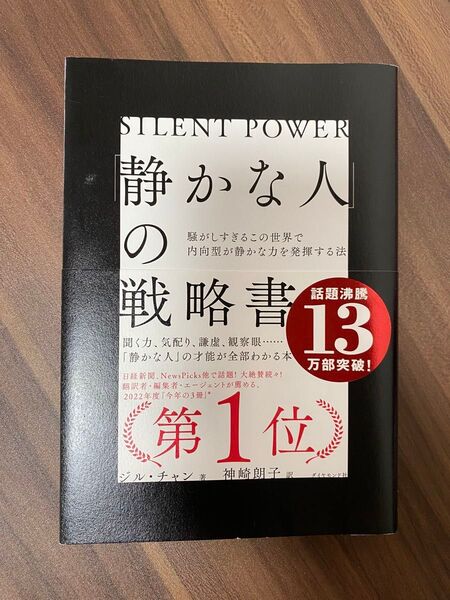 SILENT POWER
「静かな人」
の
騒がしすぎるこの世界で
内向型が静かな力を発揮する法
戦略書
話題沸騰
13
万部突破!
聞く力、気配り、謙虚、観察眼……
「静かな人」の才能が全部わかる本
日経新聞、NewsPicks他で話題!大絶賛続々!
翻訳者・編集者・エージェントが薦める、
2022年度「今年の3冊」*
第1位
ジル・チャン 著 神崎朗子 訳 ダイヤモンド社